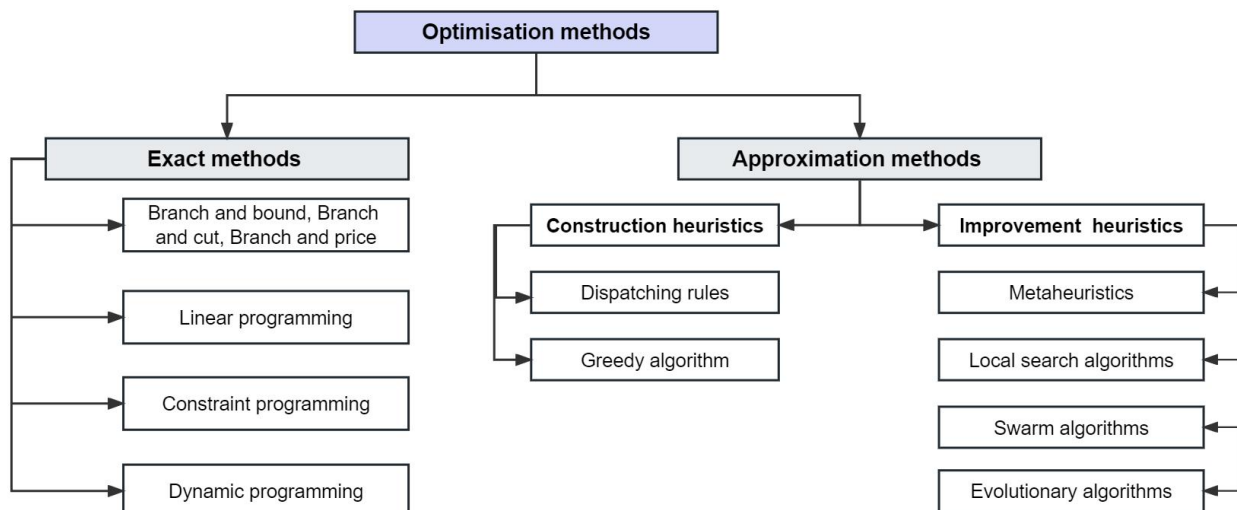 Optimisation methods
Exact methods
Branch and bound, Branch
and cut, Branch and price
Linear programming
Constraint programming
Dynamic programming
Approximation methods
Construction heuristics
Dispatching rules
Greedy algorithm
Improvement heuristics
Metaheuristics
Local search algorithms
Swarm algorithms
Evolutionary algorithms